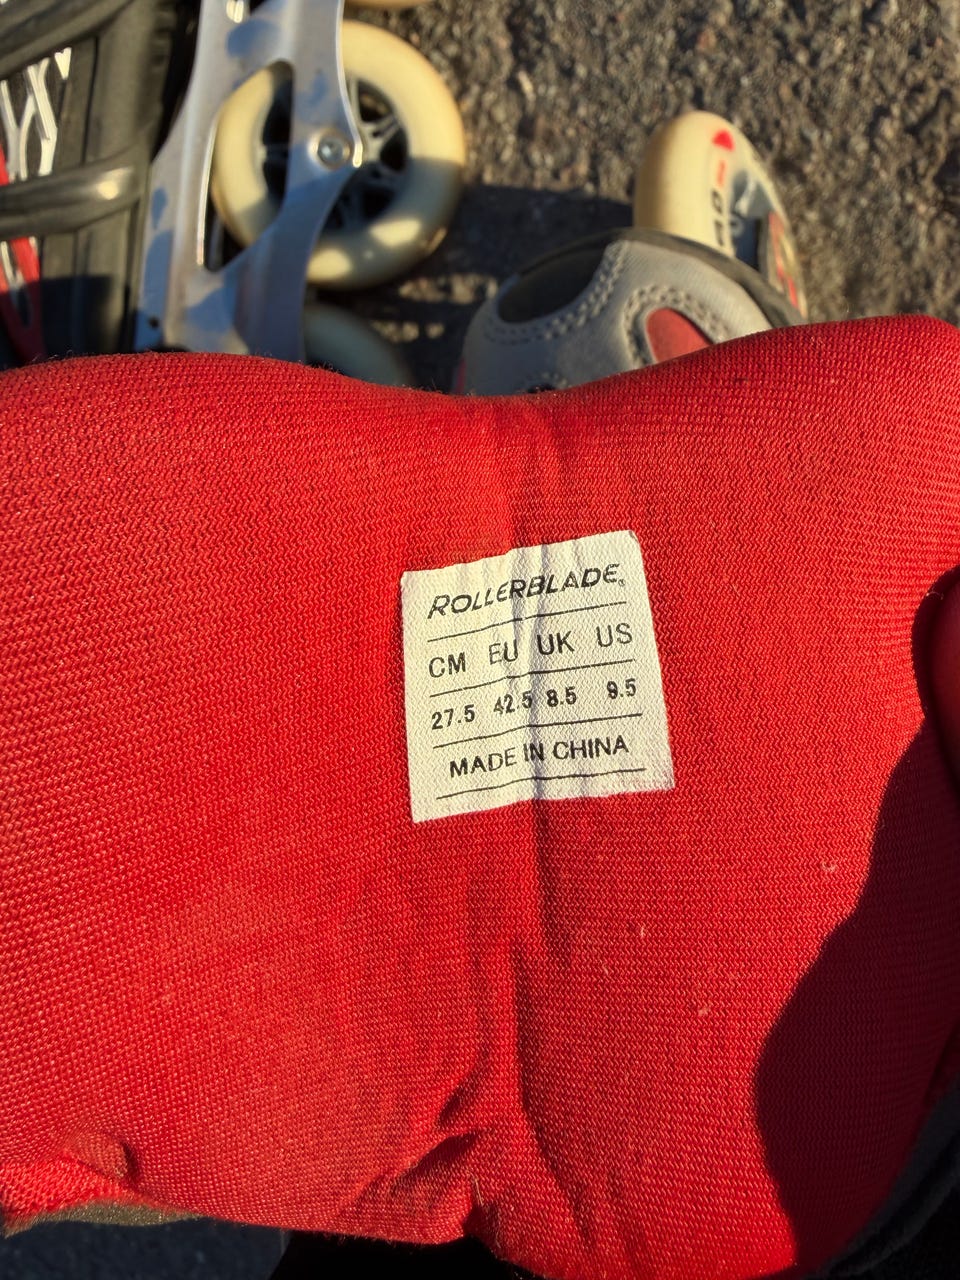 ROLLERBLADE®
CM EU UK US
27.5 42.5 8.5 9.5
MADE IN CHINA